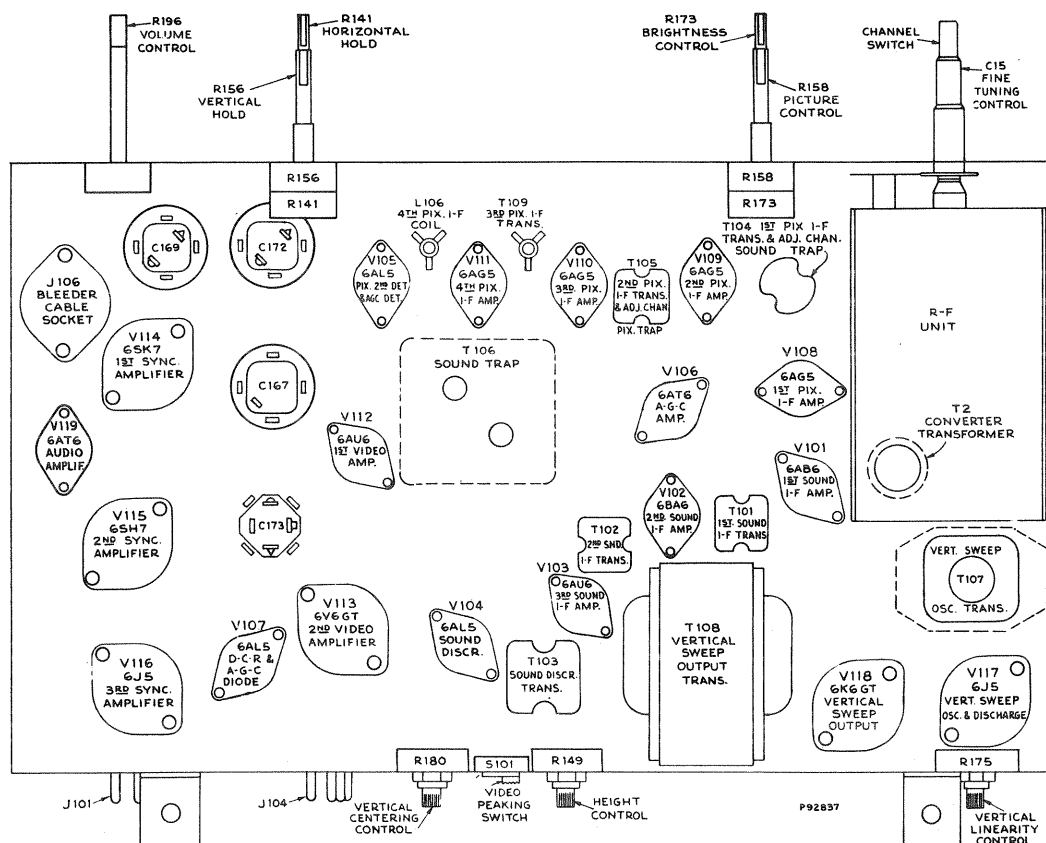 R196
VOLUME
CONTROL
R141
HORIZONTAL
HOLD
R156
VERTICAL
HOLD
R173
BRIGHTNESS
CONTROL
R158
PICTURE
CONTROL
CHANNEL
SWITCH
C15
FINE
TUNING
CONTROL
R156
R141
R158
R173
J106
BLEEDER
CABLE
SOCKET
C169
C172
L106
4TH PIX. I-F
COIL
T109
3RD PIX. I-F
TRANS.
T104 1ST PIX I-F
TRANS. & ADJ. CHAN.
SOUND TRAP.
V105
6AL5
PIX. 2ND DET.
& AGC DET.
V111
6AG5
4TH PIX.
I-F AMP.
V110
6AG5
3RD. PIX.
I-F AMP.
T105
2ND PIX.
I-F TRANS.
& ADJ. CHAN.
PIX. TRAP
V109
6AG5
2ND PIX.
I-F AMP.
R-F
UNIT
V114
6SK7
1ST SYNC.
AMPLIFIER
C167
T106
SOUND TRAP
V106
6AT6
A-G-C
AMP.
V108
6AG5
1ST PIX.
I-F AMP.
T2
CONVERTER
TRANSFORMER
V119
6AT6
AUDIO
AMPLIF.
V112
6AU6
1ST VIDEO
AMP.
V101
6AB6
1ST SOUND
I-F AMP.
V115
6SH7
2ND SYNC.
AMPLIFIER
C173
V102
6BA6
2ND. SOUND
I-F AMP.
T101
1ST. SOUND
I-F TRANS
T102
2ND SND.
I-F TRANS.
VERT. SWEEP
T107
OSC. TRANS.
V103
6AU6
3RD SOUND
I-F AMP.
V113
6V6 GT
2ND VIDEO
AMPLIFIER
V104
6AL5
SOUND
DISCR.
V107
6AL5
D-C-R &
A-G-C
DIODE
T108
VERTICAL
SWEEP
OUTPUT
TRANS.
V116
6J5
3RD SYNC.
AMPLIFIER
T103
SOUND DISCR.
TRANS.
V118
6K6 GT
VERTICAL
SWEEP
OUTPUT
V117
6J5
VERT. SWEEP
OSC. & DISCHARGE
R180
S101
R149
R175
J101
J104
VERTICAL
CENTERING
CONTROL
VIDEO
PEAKING
SWITCH
HEIGHT
CONTROL
P92837
VERTICAL
LINEARITY
CONTROL